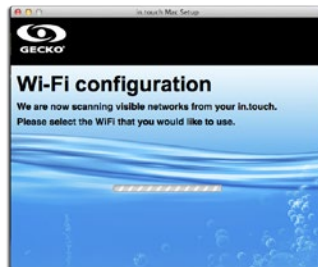 in.touch Mac Setup
GECKO
Wi-Fi configuration
We are now scanning visible networks from your in.touch.
Please select the WiFi that you would like to use.